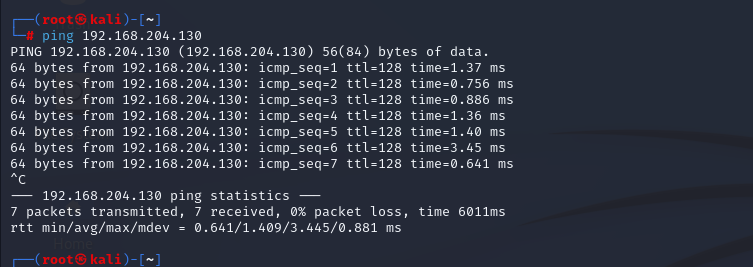 ┌──(root㉿kali)-[~]
└─# ping 192.168.204.130
PING 192.168.204.130 (192.168.204.130) 56(84) bytes of data.
64 bytes from 192.168.204.130: icmp_seq=1 ttl=128 time=1.37 ms
64 bytes from 192.168.204.130: icmp_seq=2 ttl=128 time=0.756 ms
64 bytes from 192.168.204.130: icmp_seq=3 ttl=128 time=0.886 ms
64 bytes from 192.168.204.130: icmp_seq=4 ttl=128 time=1.36 ms
64 bytes from 192.168.204.130: icmp_seq=5 ttl=128 time=1.40 ms
64 bytes from 192.168.204.130: icmp_seq=6 ttl=128 time=3.45 ms
64 bytes from 192.168.204.130: icmp_seq=7 ttl=128 time=0.641 ms
^C
--- 192.168.204.130 ping statistics ---
7 packets transmitted, 7 received, 0% packet loss, time 6011ms
rtt min/avg/max/mdev = 0.641/1.409/3.445/0.881 ms
Home
┌──(root㉿kali)-[~]